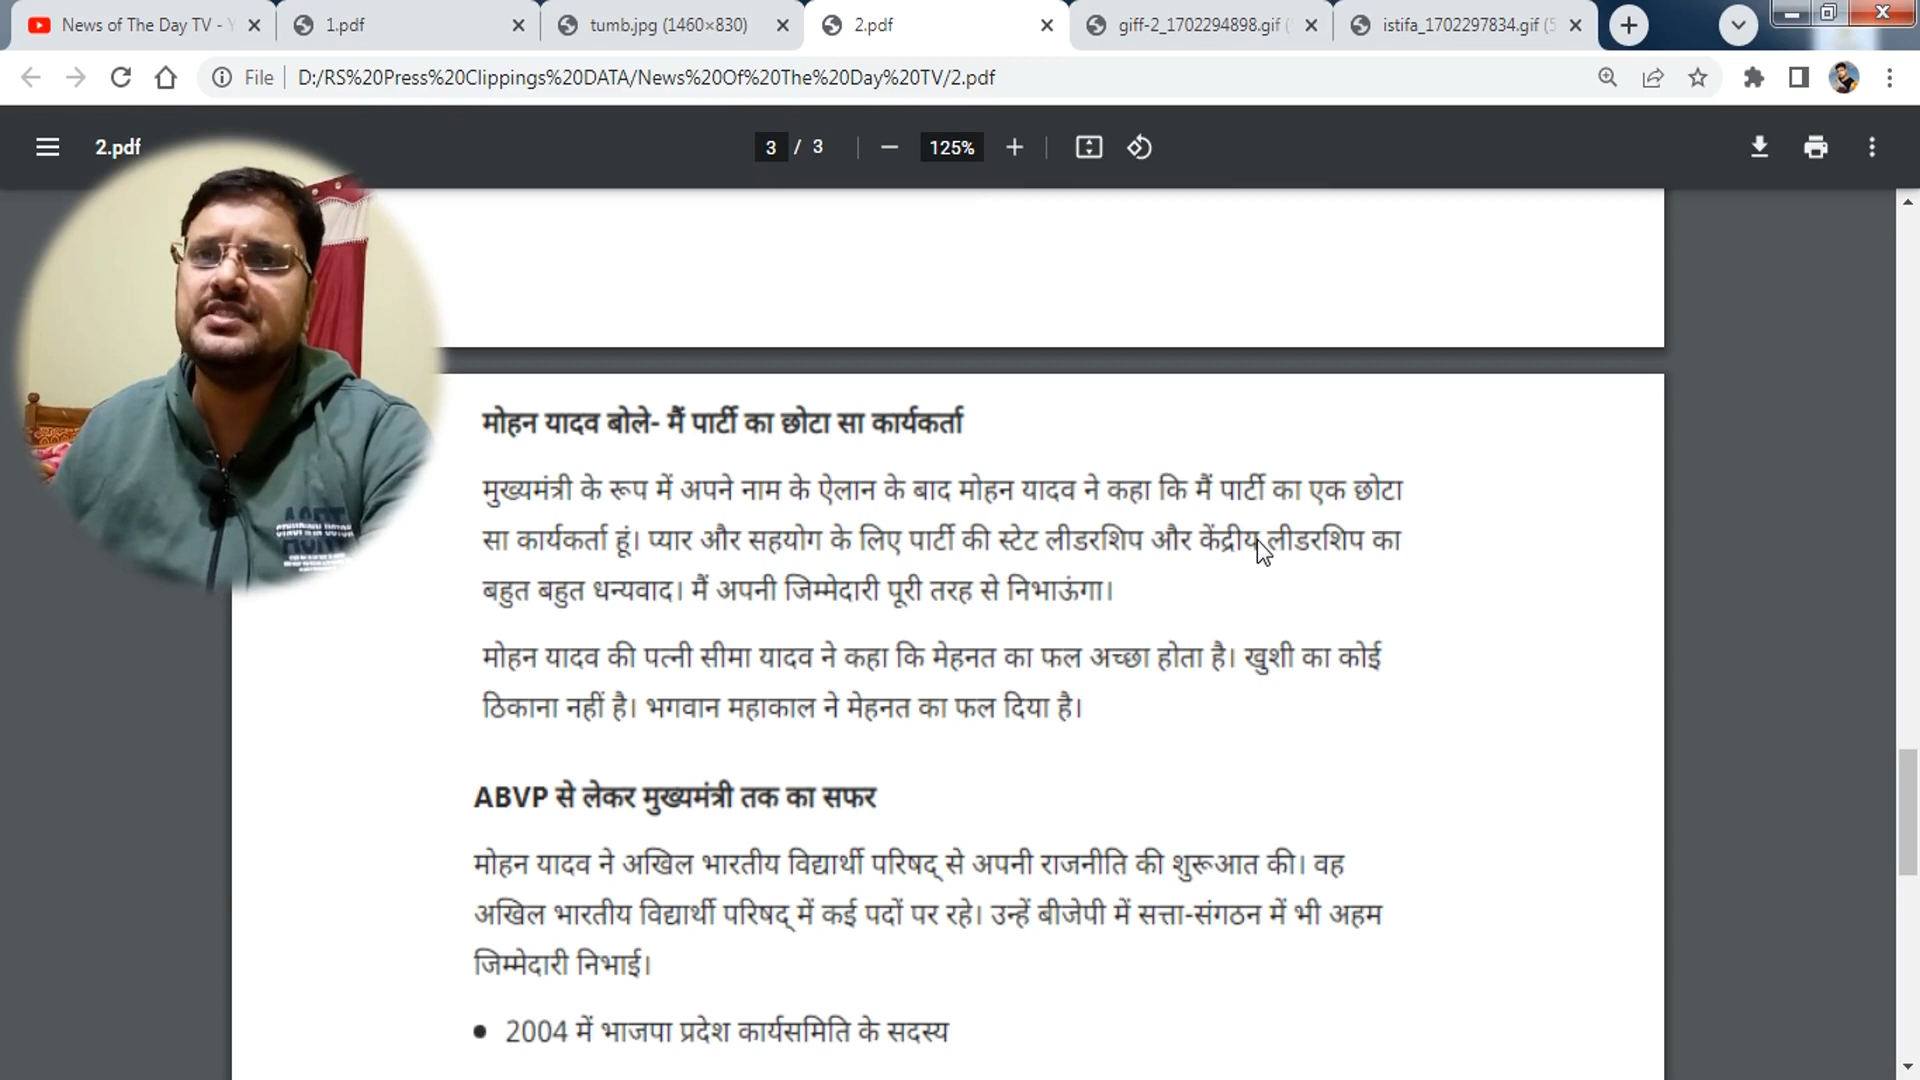 News of The Day TV - Y
1.pdf
tumb.jpg (1460×830)
2.pdf
giff-2_1702294898.gif (
istifa_1702297834.gif (5
File
D:/RS%20Press%20Clippings%20DATA/News%20Of%20The%20Day%20TV/2.pdf
2.pdf
3 / 3
125%
मोहन यादव बोले- मैं पार्टी का छोटा सा कार्यकर्ता
मुख्यमंत्री के रूप में अपने नाम के ऐलान के बाद मोहन यादव ने कहा कि मैं पार्टी का एक छोटा
सा कार्यकर्ता हूं। प्यार और सहयोग के लिए पार्टी की स्टेट लीडरशिप और केंद्रीय लीडरशिप का
बहुत बहुत धन्यवाद। मैं अपनी जिम्मेदारी पूरी तरह से निभाऊंगा।
मोहन यादव की पत्नी सीमा यादव ने कहा कि मेहनत का फल अच्छा होता है। खुशी का कोई
ठिकाना नहीं है। भगवान महाकाल ने मेहनत का फल दिया है।
ABVP से लेकर मुख्यमंत्री तक का सफर
मोहन यादव ने अखिल भारतीय विद्यार्थी परिषद् से अपनी राजनीति की शुरूआत की। वह
अखिल भारतीय विद्यार्थी परिषद् में कई पदों पर रहे। उन्हें बीजेपी में सत्ता-संगठन में भी अहम
जिम्मेदारी निभाई।
2004 में भाजपा प्रदेश कार्यसमिति के सदस्य